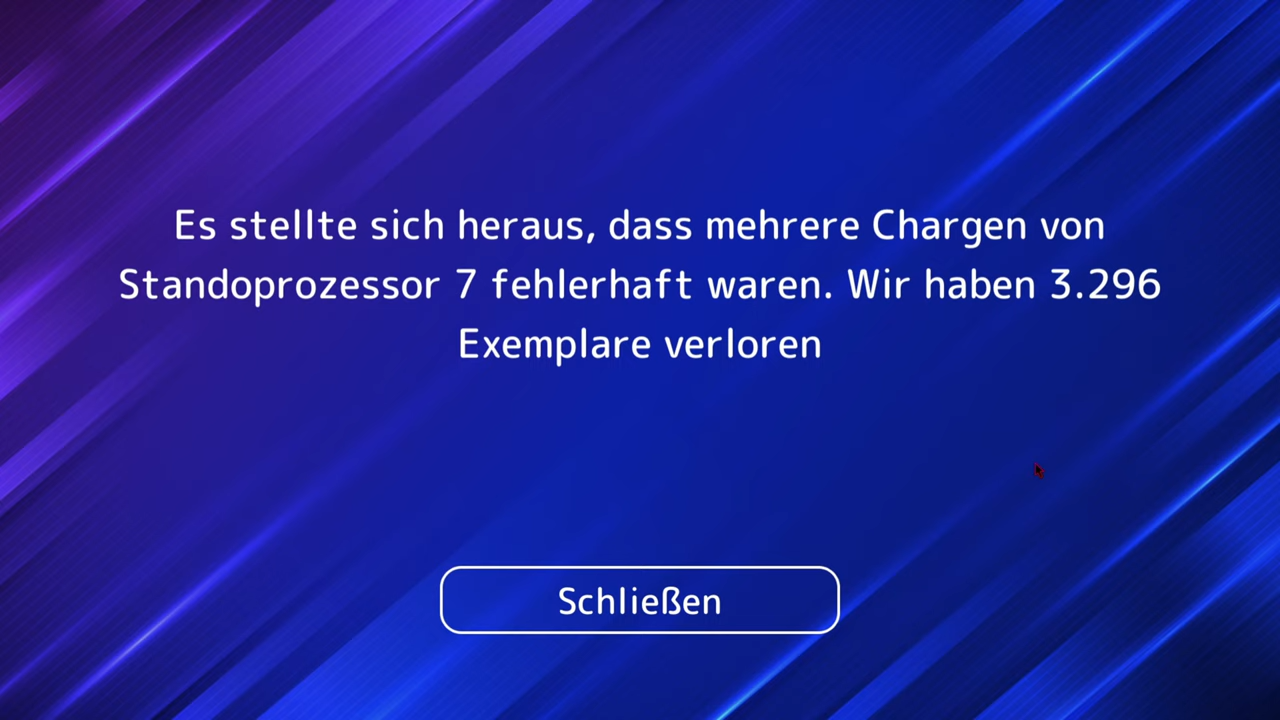 Es stellte sich heraus, dass mehrere Chargen von
Standoprozessor 7 fehlerhaft waren. Wir haben 3.296
Exemplare verloren
Schließen